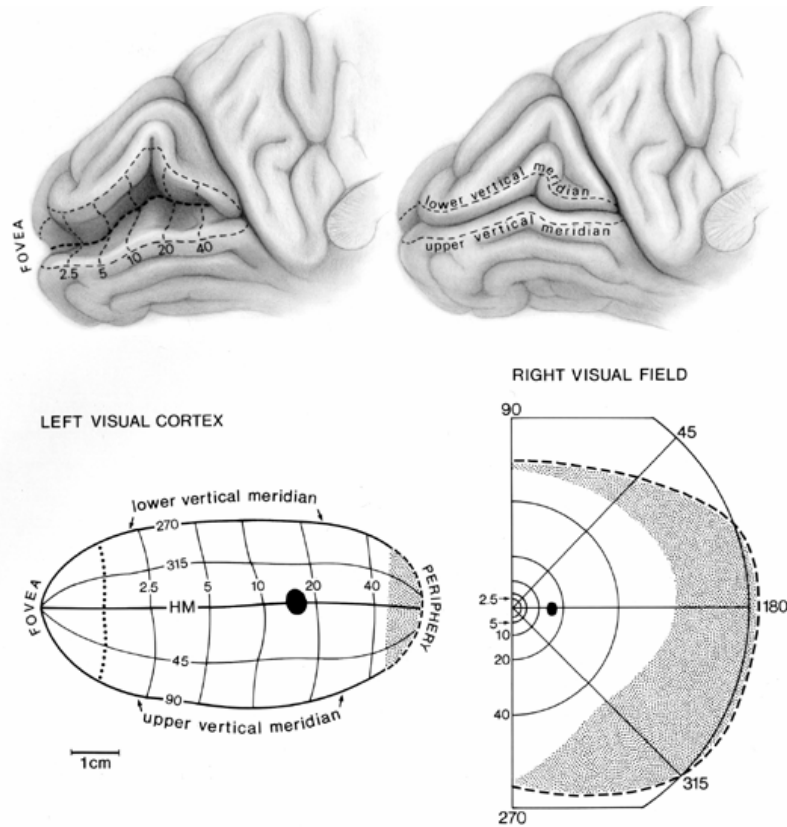 FOVEA
2.5
5
10
20
40
lower vertical meridian
upper vertical meridian
LEFT VISUAL CORTEX
lower vertical meridian
270
315
2.5
5
10
20
40
FOVEA
HM
PERIPHERY
45
90
upper vertical meridian
1cm
RIGHT VISUAL FIELD
90
45
2.5
5
10
20
40
180
315
270